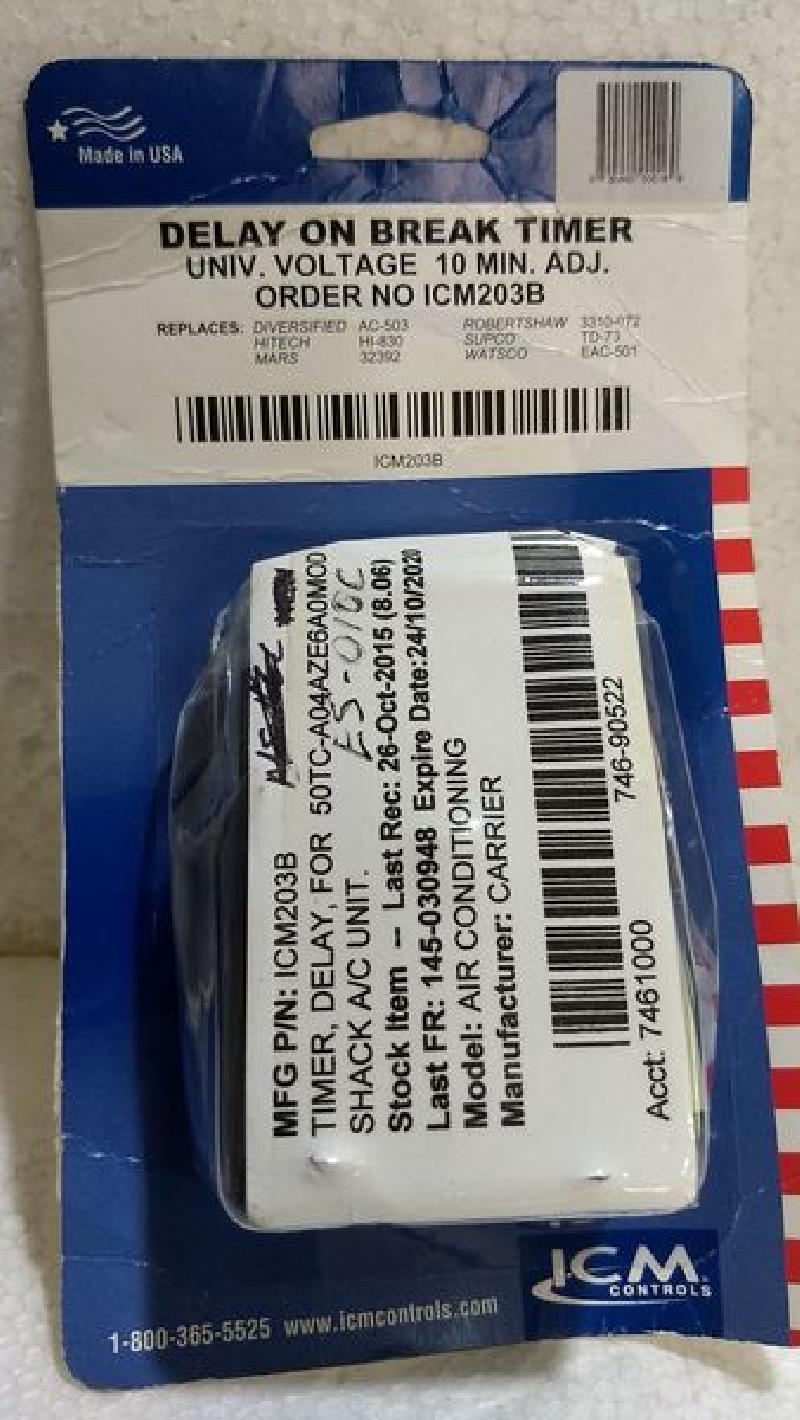 Made in USA
DELAY ON BREAK TIMER
UNIV. VOLTAGE 10 MIN. ADJ.
ORDER NO ICM203B
REPLACES: DIVERSIFIED AC-503 ROBERTSHAW 3310-072
HITECH HI-830 SUPCO TD-73
MARS 32392 WATSCO EAC-501
ICM203B
MFG P/N: ICM203B
TIMER, DELAY, FOR 50TC-A04AZE6A0M0O
SHACK A/C UNIT.
Stock Item – Last Rec: 26-Oct-2015 (8.06)
Last FR: 145-030948 Expire Date:24/10/2020
Model: AIR CONDITIONING
Manufacturer: CARRIER
746-90522
Acct: 7461000
ICM
CONTROLS
1-800-365-5525 www.icmcontrols.com